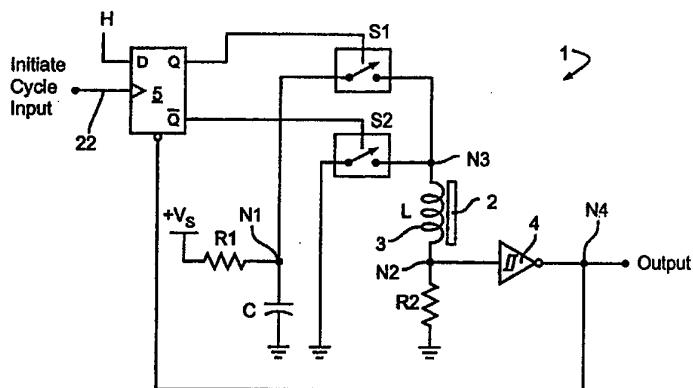 H
S1
1
D Q
Initiate
Cycle
Input
5
Q
22
S2
N3
+VS
N1
R1
L
2
3
4
N4
N2
Output
C
R2